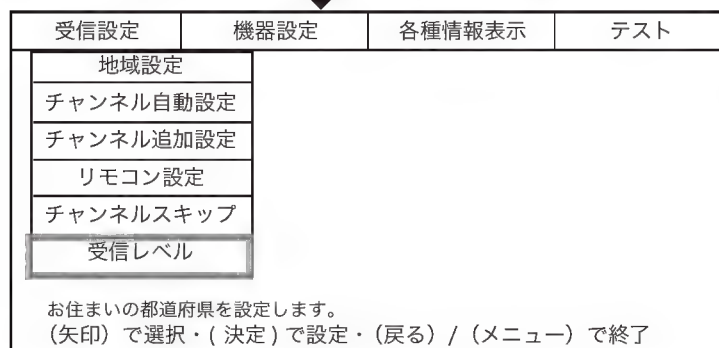 受信設定 機器設定 各種情報表示 テスト
地域設定
チャンネル自動設定
チャンネル追加設定
リモコン設定
チャンネルスキップ
受信レベル
お住まいの都道府県を設定します。
(矢印)で選択・(決定)で設定・(戻る)/(メニュー)で終了